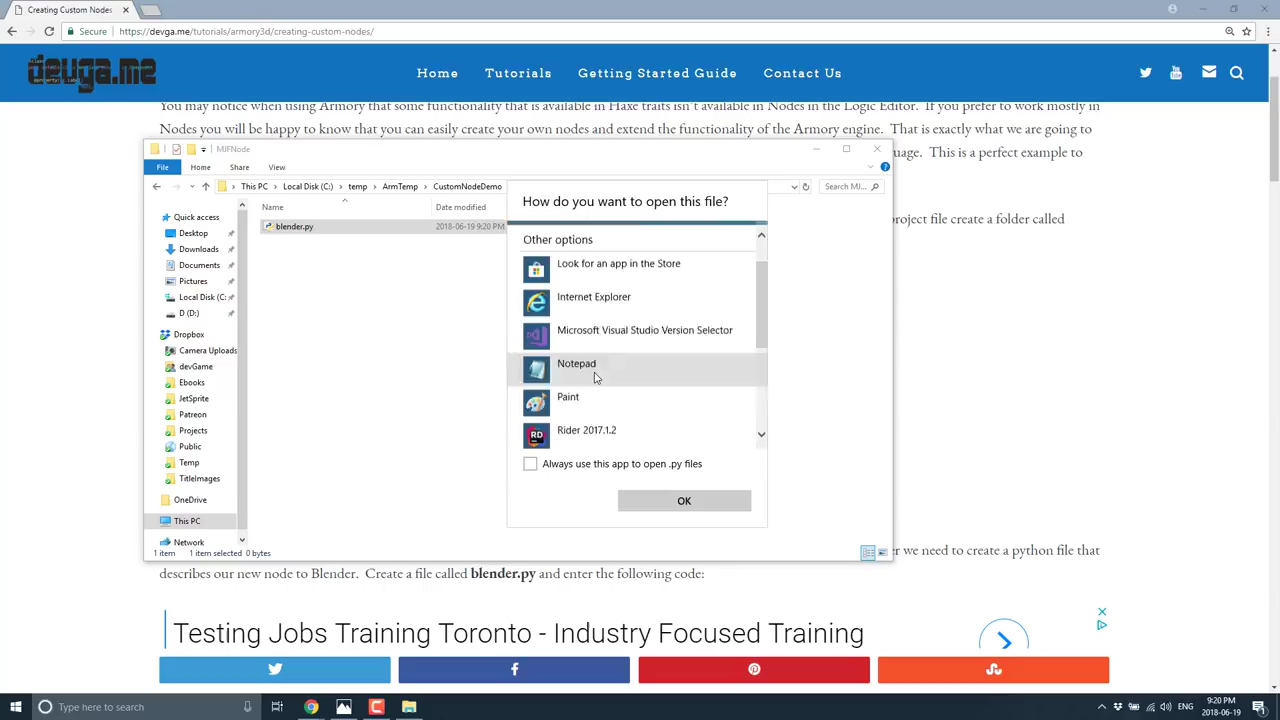 Creating Custom Nodes
Secure https://devga.me/tutorials/armory3d/creating-custom-nodes/
devga.me
Home Tutorials Getting Started Guide Contact Us
You may notice when using Armory that some functionality that is available in Haxe traits isn't available in Nodes in the Logic Editor. If you prefer to work mostly in
Nodes you will be happy to know that you can easily create your own nodes and extend the functionality of the Armory engine. That is exactly what we are going to
uage. This is a perfect example to
project file create a folder called
MJFNode
File Home Share View
This PC Local Disk (C:) temp ArmTemp CustomNodeDemo
Search MJ...
Name Date modified
blender.py 2018-06-19 9:20 PM
Quick access
Desktop
Downloads
Documents
Pictures
Local Disk (C:
D (D:)
Dropbox
Camera Uploads
devGame
Ebooks
JetSprite
Patreon
Projects
Public
Temp
TitleImages
OneDrive
This PC
Network
1 item 1 item selected 0 bytes
How do you want to open this file?
Other options
Look for an app in the Store
Internet Explorer
Microsoft Visual Studio Version Selector
Notepad
Paint
Rider 2017.1.2
Always use this app to open .py files
OK
er we need to create a python file that
describes our new node to Blender. Create a file called blender.py and enter the following code:
Testing Jobs Training Toronto - Industry Focused Training
Type here to search
ENG
9:20 PM
2018-06-19